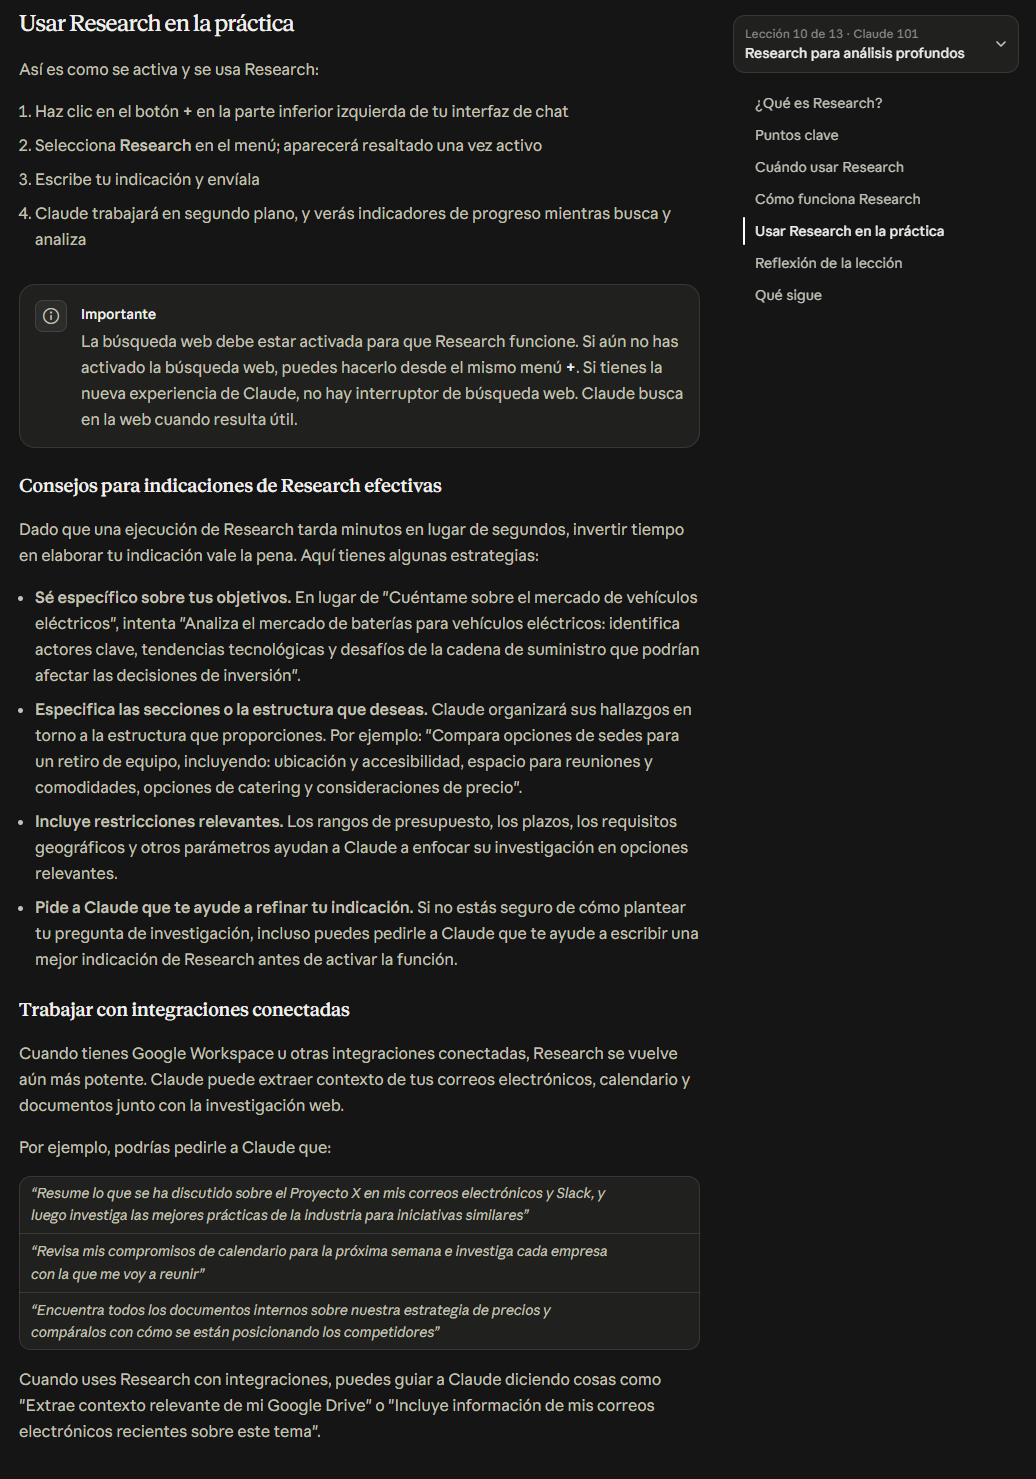 Usar Research en la práctica
Así es como se activa y se usa Research:
1. Haz clic en el botón + en la parte inferior izquierda de tu interfaz de chat
2. Selecciona Research en el menú; aparecerá resaltado una vez activo
3. Escribe tu indicación y envíala
4. Claude trabajará en segundo plano, y verás indicadores de progreso mientras busca y
analiza
Importante
La búsqueda web debe estar activada para que Research funcione. Si aún no has
activado la búsqueda web, puedes hacerlo desde el mismo menú +. Si tienes la
nueva experiencia de Claude, no hay interruptor de búsqueda web. Claude busca
en la web cuando resulta útil.
Consejos para indicaciones de Research efectivas
Dado que una ejecución de Research tarda minutos en lugar de segundos, invertir tiempo
en elaborar tu indicación vale la pena. Aquí tienes algunas estrategias:
• Sé específico sobre tus objetivos. En lugar de "Cuéntame sobre el mercado de vehículos
eléctricos", intenta "Analiza el mercado de baterías para vehículos eléctricos: identifica
actores clave, tendencias tecnológicas y desafíos de la cadena de suministro que podrían
afectar las decisiones de inversión".
• Especifica las secciones o la estructura que deseas. Claude organizará sus hallazgos en
torno a la estructura que proporciones. Por ejemplo: "Compara opciones de sedes para
un retiro de equipo, incluyendo: ubicación y accesibilidad, espacio para reuniones y
comodidades, opciones de catering y consideraciones de precio".
• Incluye restricciones relevantes. Los rangos de presupuesto, los plazos, los requisitos
geográficos y otros parámetros ayudan a Claude a enfocar su investigación en opciones
relevantes.
• Pide a Claude que te ayude a refinar tu indicación. Si no estás seguro de cómo plantear
tu pregunta de investigación, incluso puedes pedirle a Claude que te ayude a escribir una
mejor indicación de Research antes de activar la función.
Trabajar con integraciones conectadas
Cuando tienes Google Workspace u otras integraciones conectadas, Research se vuelve
aún más potente. Claude puede extraer contexto de tus correos electrónicos, calendario y
documentos junto con la investigación web.
Por ejemplo, podrías pedirle a Claude que:
“Resume lo que se ha discutido sobre el Proyecto X en mis correos electrónicos y Slack, y
luego investiga las mejores prácticas de la industria para iniciativas similares”
“Revisa mis compromisos de calendario para la próxima semana e investiga cada empresa
con la que me voy a reunir”
“Encuentra todos los documentos internos sobre nuestra estrategia de precios y
compáralos con cómo se están posicionando los competidores”
Cuando uses Research con integraciones, puedes guiar a Claude diciendo cosas como
"Extrae contexto relevante de mi Google Drive" o "Incluye información de mis correos
electrónicos recientes sobre este tema".
Lección 10 de 13 · Claude 101
Research para análisis profundos
¿Qué es Research?
Puntos clave
Cuándo usar Research
Cómo funciona Research
Usar Research en la práctica
Reflexión de la lección
Qué sigue